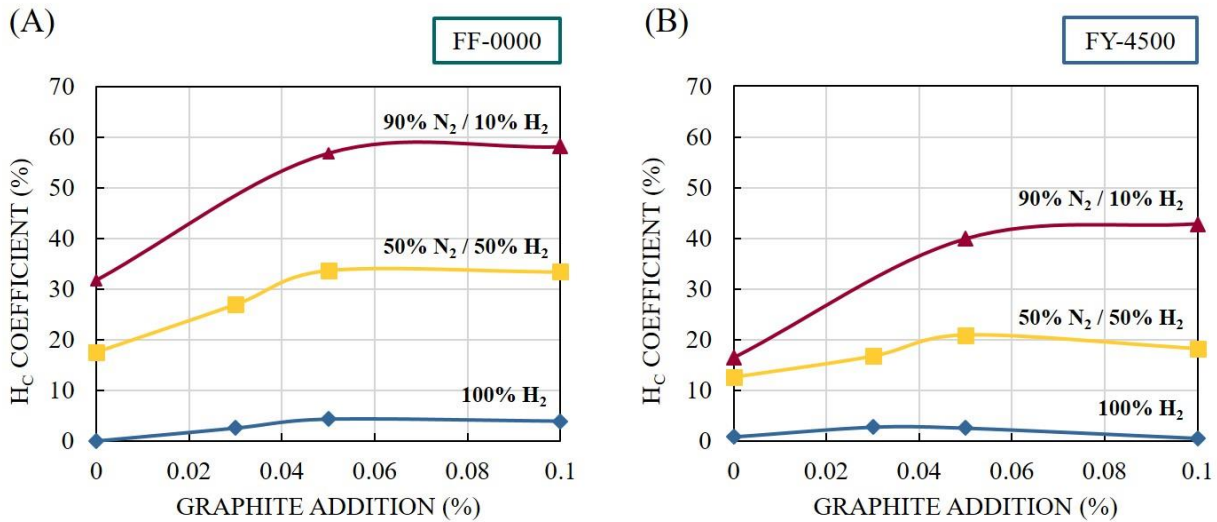 (A)
FF-0000
70
60
50
40
30
20
10
0
H_C COEFFICIENT (%)
90% N₂ / 10% H₂
50% N₂ / 50% H₂
100% H₂
0 0.02 0.04 0.06 0.08 0.1
GRAPHITE ADDITION (%)
(B)
FY-4500
70
60
50
40
30
20
10
0
H_C COEFFICIENT (%)
90% N₂ / 10% H₂
50% N₂ / 50% H₂
100% H₂
0 0.02 0.04 0.06 0.08 0.1
GRAPHITE ADDITION (%)